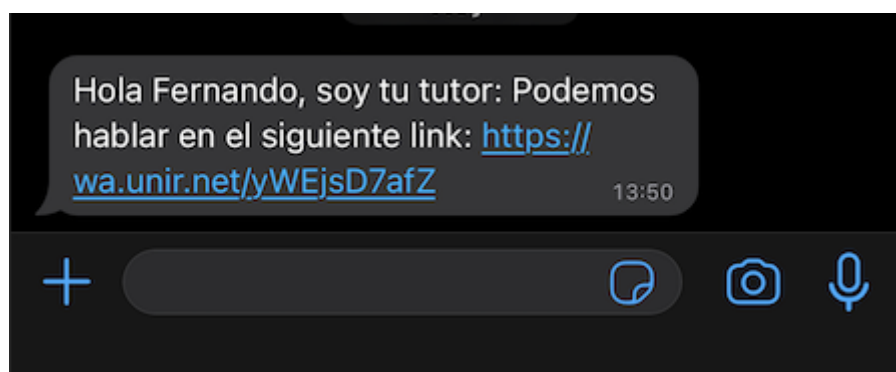 Hola Fernando, soy tu tutor: Podemos
hablar en el siguiente link: https://
wa.unir.net/yWEjsD7afZ
13:50